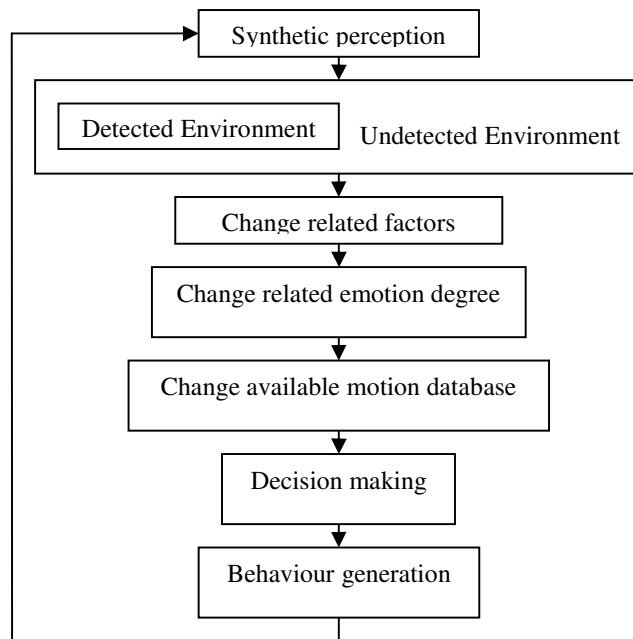 Synthetic perception
Detected Environment
Undetected Environment
Change related factors
Change related emotion degree
Change available motion database
Decision making
Behaviour generation